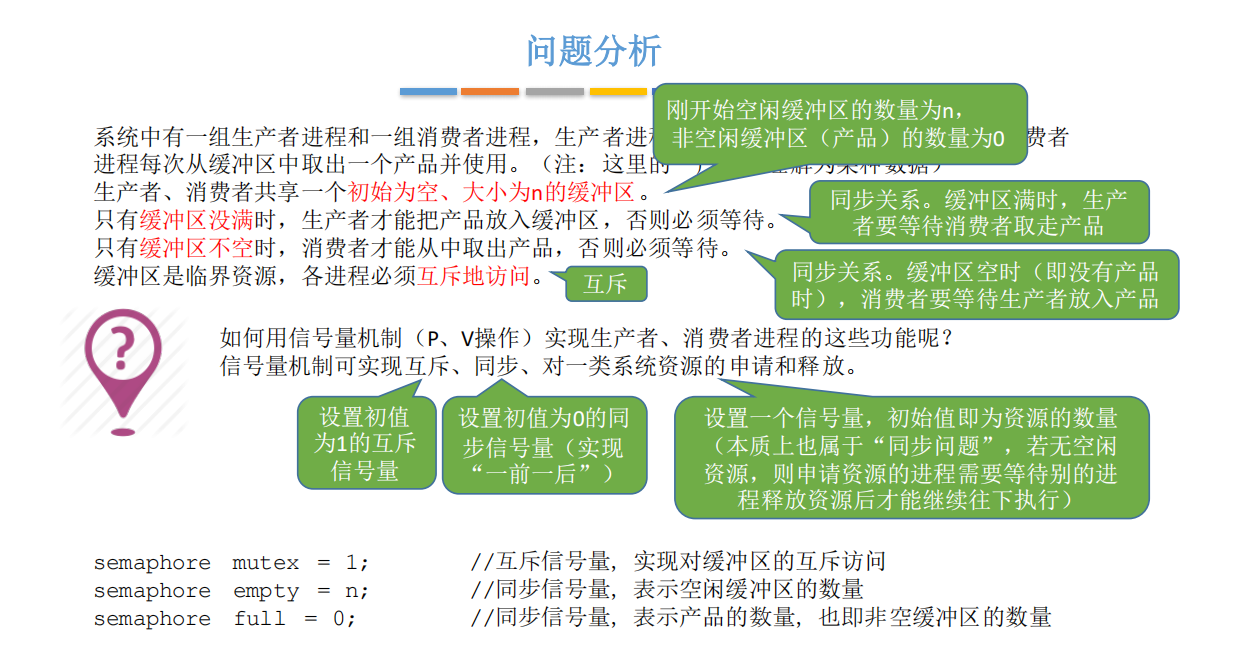 问题分析
刚开始空闲缓冲区的数量为n，
非空闲缓冲区（产品）的数量为0
系统中有一组生产者进程和一组消费者进程，生产者进
费者
进程每次从缓冲区中取出一个产品并使用。（注：这里的
生产者、消费者共享一个初始为空、大小为n的缓冲区。
只有缓冲区没满时，生产者才能把产品放入缓冲区，否则必须等待。
同步关系。缓冲区满时，生产
者要等待消费者取走产品
只有缓冲区不空时，消费者才能从中取出产品，否则必须等待。
同步关系。缓冲区空时（即没有产品
时），消费者要等待生产者放入产品
缓冲区是临界资源，各进程必须互斥地访问。
互斥
?
如何用信号量机制（P、V操作）实现生产者、消费者进程的这些功能呢？
信号量机制可实现互斥、同步、对一类系统资源的申请和释放。
设置初值
为1的互斥
信号量
设置初值为0的同
步信号量（实现
“一前一后”）
设置一个信号量，初始值即为资源的数量
（本质上也属于“同步问题”，若无空闲
资源，则申请资源的进程需要等待别的进
程释放资源后才能继续往下执行）
semaphore mutex = 1; //互斥信号量，实现对缓冲区的互斥访问
semaphore empty = n; //同步信号量，表示空闲缓冲区的数量
semaphore full = 0; //同步信号量，表示产品的数量，也即非空缓冲区的数量